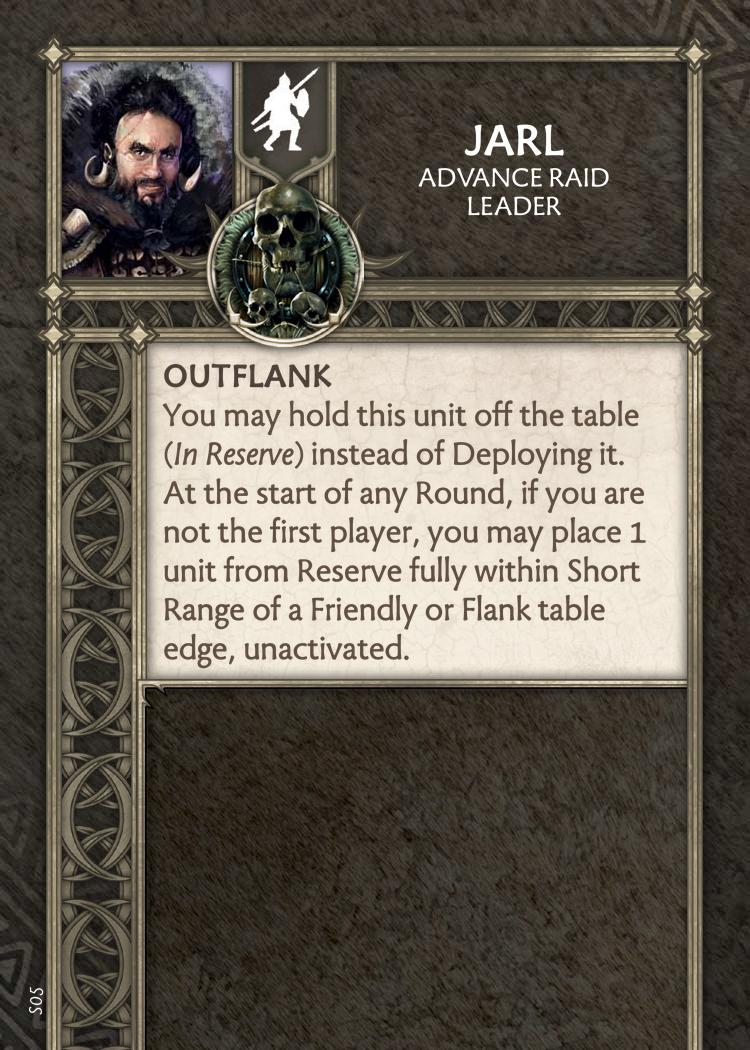 JARL
ADVANCE RAID
LEADER
OUTFLANK
You may hold this unit off the table
(In Reserve) instead of Deploying it.
At the start of any Round, if you are
not the first player, you may place 1
unit from Reserve fully within Short
Range of a Friendly or Flank table
edge, unactivated.
S05